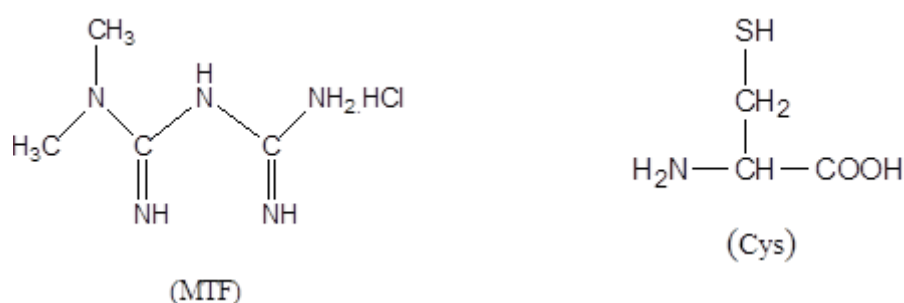 CH₃
H
N
N
NH₂.HCl
H₃C
C
C
NH
NH
(MTF)
SH
CH₂
H₂N
CH
COOH
(Cys)